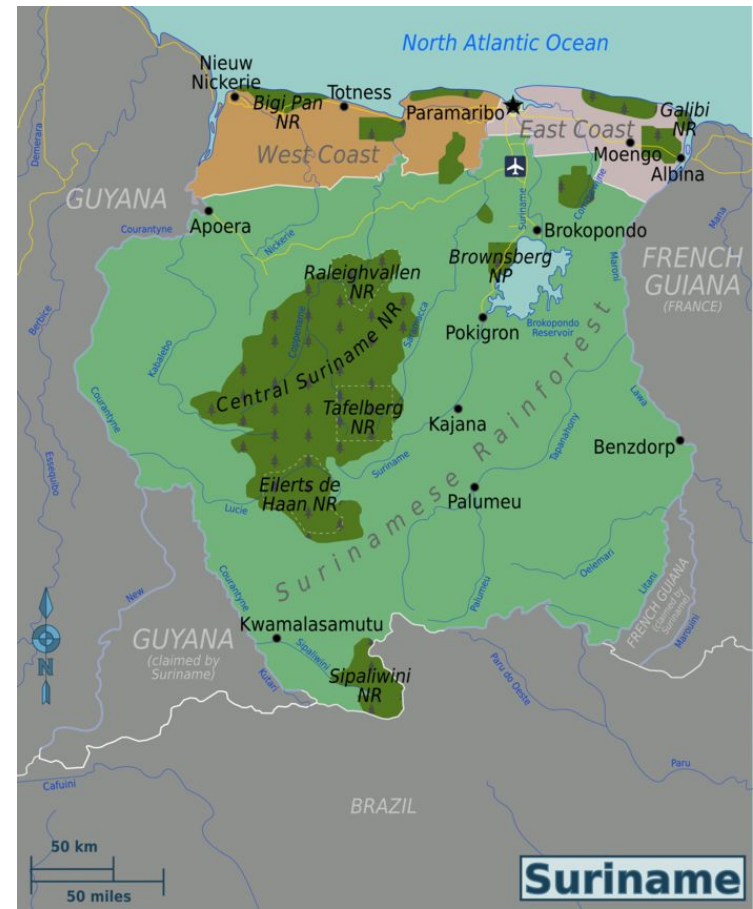 North Atlantic Ocean
Nieuw
Nickerie
Bigi Pan
NR
Totness
Paramaribo
Galibi
NR
West Coast
East Coast
Moengo
Albina
Demerara
GUYANA
Courantyne
Apoera
Nickerie
Suriname
Commewijne
Brokopondo
Mana
Maroni
FRENCH
GUIANA
(FRANCE)
Raleighvallen
NR
Brownsberg
NP
Saramacca
Coppename
Berbice
Kabalebo
Central Suriname NR
Pokigron
Brokopondo
Reservoir
Courantyne
Tafelberg
NR
Kajana
Lawa
Tapanahony
Benzdorp
Essequibo
Suriname
Eilerts de
Haan NR
Lucie
Palumeu
Surinamese Rainforest
Oelemari
Litani
FRENCH GUIANA
(claimed by
Suriname)
Marouini
New
Courantyne
Palumeu
N
GUYANA
(claimed by
Suriname)
Kwamalasamutu
Sipaliwini
Kutari
Sipaliwini
NR
Paru do Oeste
Paru
Cafuini
BRAZIL
50 km
50 miles
Suriname